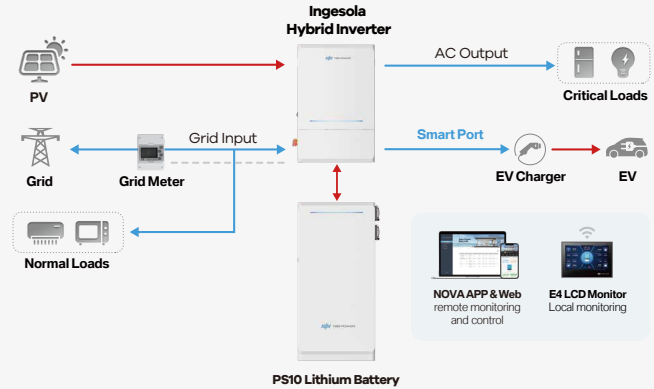 Ingesola
Hybrid Inverter
PV
AC Output
Critical Loads
Grid Input
Smart Port
Grid
Grid Meter
EV Charger
EV
Normal Loads
NOVA APP & Web
remote monitoring
and control
E4 LCD Monitor
Local monitoring
PS10 Lithium Battery